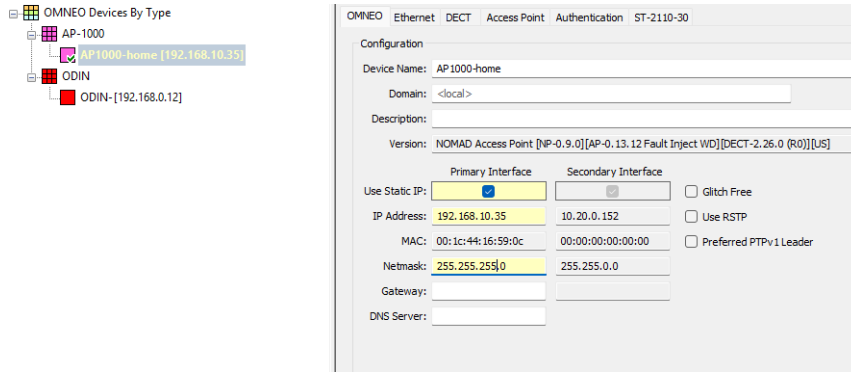 OMNEO Devices By Type
AP-1000
AP1000-home [192.168.10.35]
ODIN
ODIN-[192.168.0.12]
OMNEO Ethernet DECT Access Point Authentication ST-2110-30
Configuration
Device Name: AP1000-home
Domain: <local>
Description:
Version: NOMAD Access Point [NP-0.9.0][AP-0.13.12 Fault Inject WD][DECT-2.26.0 (R0)][US]
Primary Interface Secondary Interface
Use Static IP: Glitch Free
IP Address: 192.168.10.35 10.20.0.152 Use RSTP
MAC: 00:1c:44:16:59:0c 00:00:00:00:00:00 Preferred PTPv1 Leader
Netmask: 255.255.255.0 255.255.0.0
Gateway:
DNS Server: